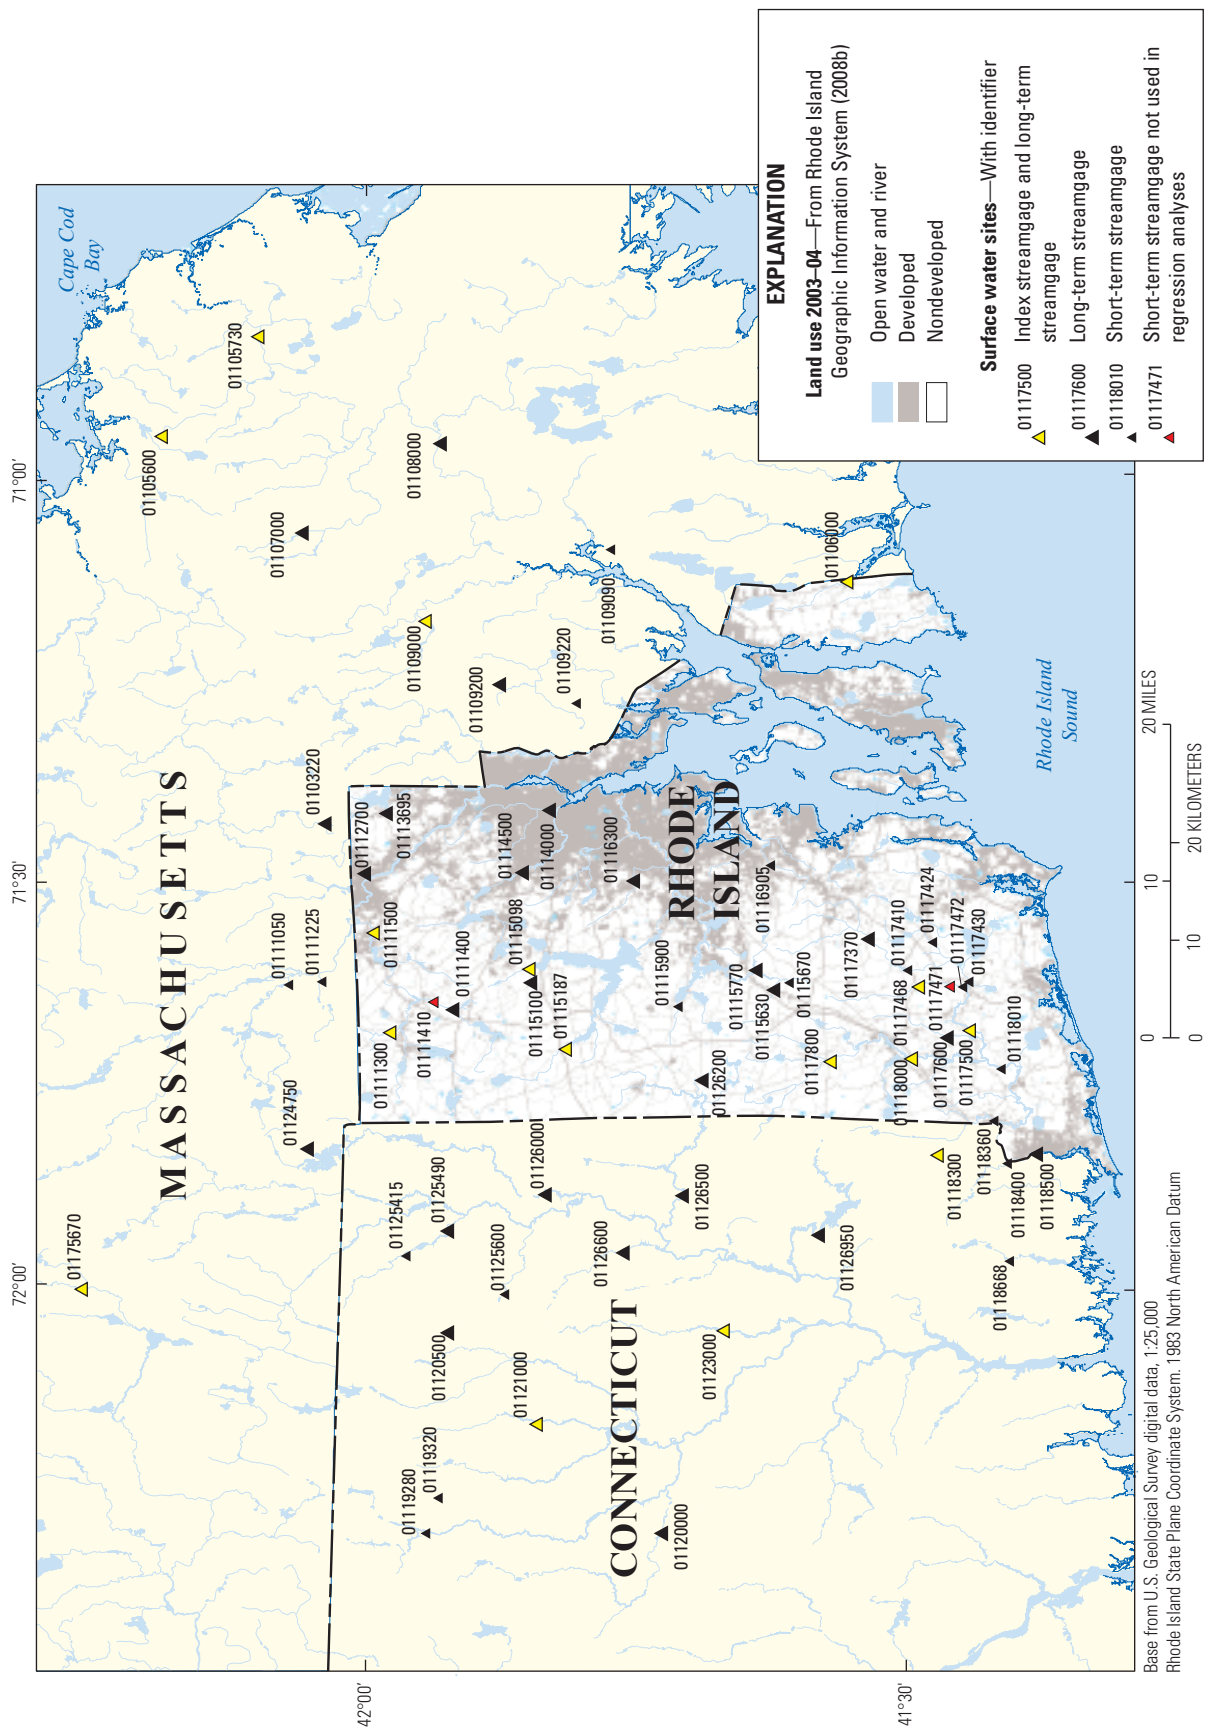 72°00′
71°30′
71°00′
42°00′
41°30′
MASSACHUSETTS
CONNECTICUT
RHODE
ISLAND
Cape Cod
Bay
Rhode Island
Sound
01175670
01124750
01111050
01111225
01103220
01107000
01105600
01105730
01108000
01109000
01109200
01109220
01109090
01106000
01112700
01113695
01111500
01111300
01111410
01111400
01114500
01114000
01115098
01115100
01115187
01116300
01116905
01115900
01115770
01115630
01115670
01126200
01117800
01117370
01117410
01117424
01117472
01117430
01117468
01117471
01118000
01117600
01117500
01118010
01118300
01118360
01118400
01118500
01118668
01125415
01125490
01126000
01125600
01126600
01126500
01126950
01120500
01121000
01123000
01119280
01119320
01120000
EXPLANATION
Land use 2003–04—From Rhode Island
Geographic Information System (2008b)
Open water and river
Developed
Nondeveloped
Surface water sites—With identifier
01117500 Index streamgage and long-term
streamgage
01117600 Long-term streamgage
01118010 Short-term streamgage
01117471 Short-term streamgage not used in
regression analyses
0 10 20 MILES
0 10 20 KILOMETERS
Base from U.S. Geological Survey digital data, 1:25,000
Rhode Island State Plane Coordinate System. 1983 North American Datum